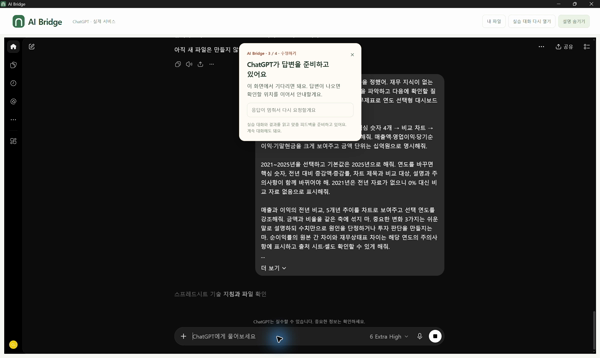 AI Bridge
AI Bridge
ChatGPT · 실제 서비스
내 파일
실습 대화 다시 열기
설명 숨기기
아직 새 파일은 만들지 않
공유
AI Bridge · 3 / 4 · 수정하기
ChatGPT가 답변을 준비하고
있어요
이 화면에서 기다리면 돼요. 답변이 나오면
확인할 위치를 이어서 안내할게요.
응답이 멈춰서 다시 요청할게요
을 정했어. 재무 지식이 없는
을 파악하고 다음에 확인할 질
무제표로 연도 선택형 대시보드
심 숫자 4개 → 비교 차트 →
해줘. 매출액·영업이익·당기순
이익·기말현금을 크게 보여주고 금액 단위는 십억원으로 명시해줘.
2021~2025년을 선택하고 기본값은 2025년으로 해줘. 연도를 바꾸면
핵심 숫자, 전년 대비 증감액·증감률, 차트 제목과 비교 대상, 설명과 주
의사항이 함께 바뀌어야 해. 2021년은 전년 자료가 없으니 0% 대신 비
교 자료 없음으로 표시해줘.
매출과 이익의 전년 비교, 5개년 추이를 차트로 보여주고 선택 연도를
강조해줘. 금액과 비율을 같은 축에 섞지 마. 중요한 변화 3가지는 쉬운
말로 설명하되 수치만으로 원인을 단정하거나 투자 판단을 만들지는
마. 순이익률의 원본 간 차이와 재무상태표 차이는 해당 연도의 주의사
항에 표시하고 출처 시트·셀도 확인할 수 있게 해줘.
...
더 보기
스프레드시트 기술 지침과 파일 확인
ChatGPT는 실수할 수 있습니다. 중요한 정보는 확인하세요.
ChatGPT에게 물어보세요
6 Extra High